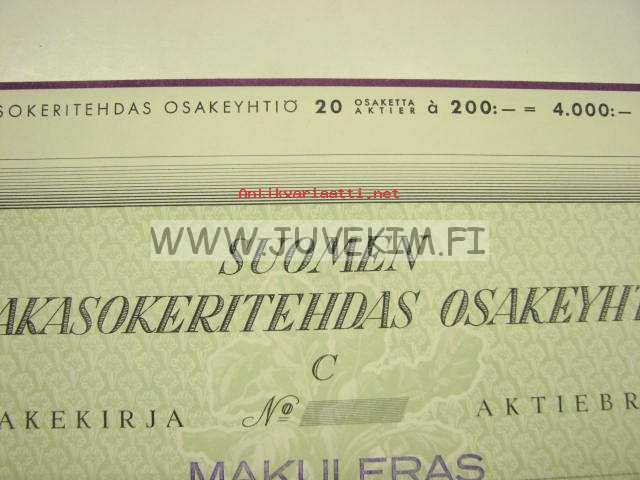 SOKERITEHDAS OSAKEYHTIÖ 20 OSAKETTA AKTIER à 200:— = 4.000:—
Antikvariaatti.net
WWW.JUVEKIM.FI
SUOMEN
AKASOKERITEHDAS OSAKEYHT
C
AKEKIRJA Nº AKTIEBR
MAKULERAS